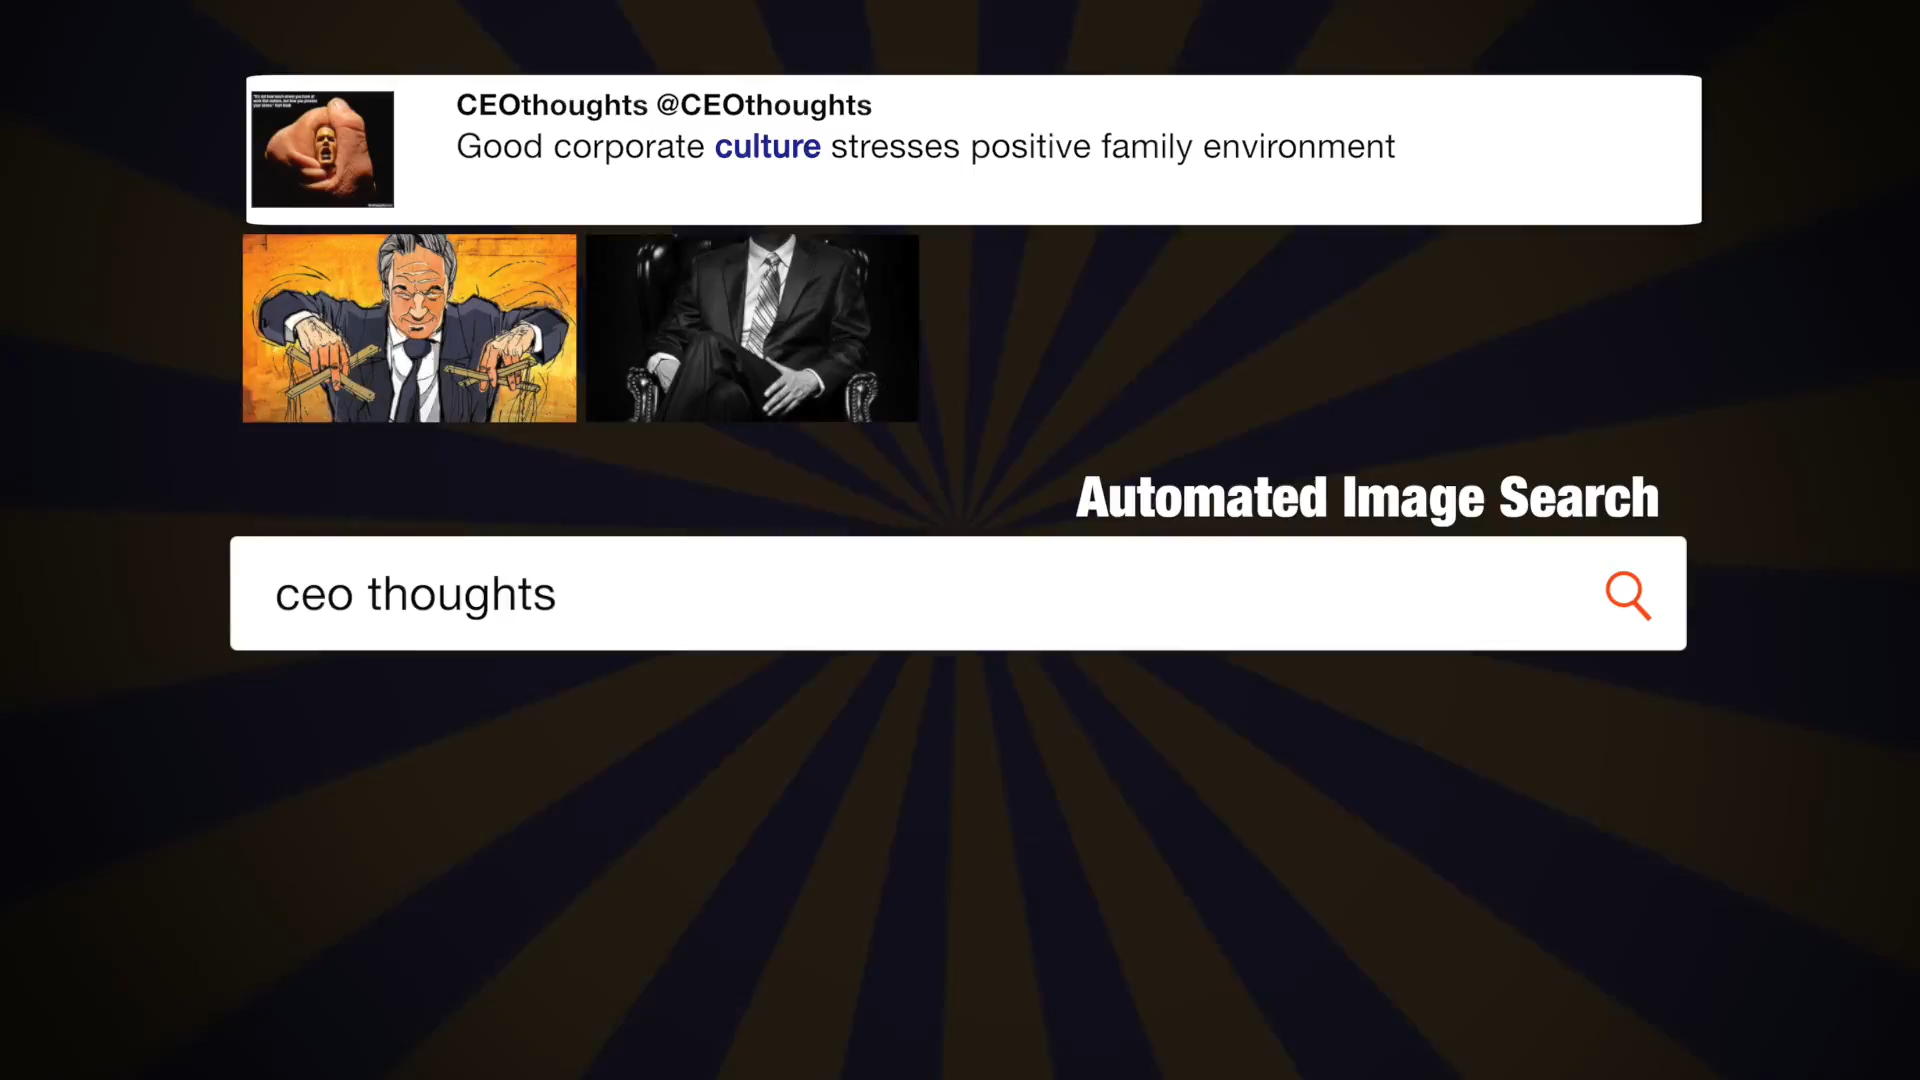 CEOthoughts @CEOthoughts
Good corporate culture stresses positive family environment
Automated Image Search
ceo thoughts